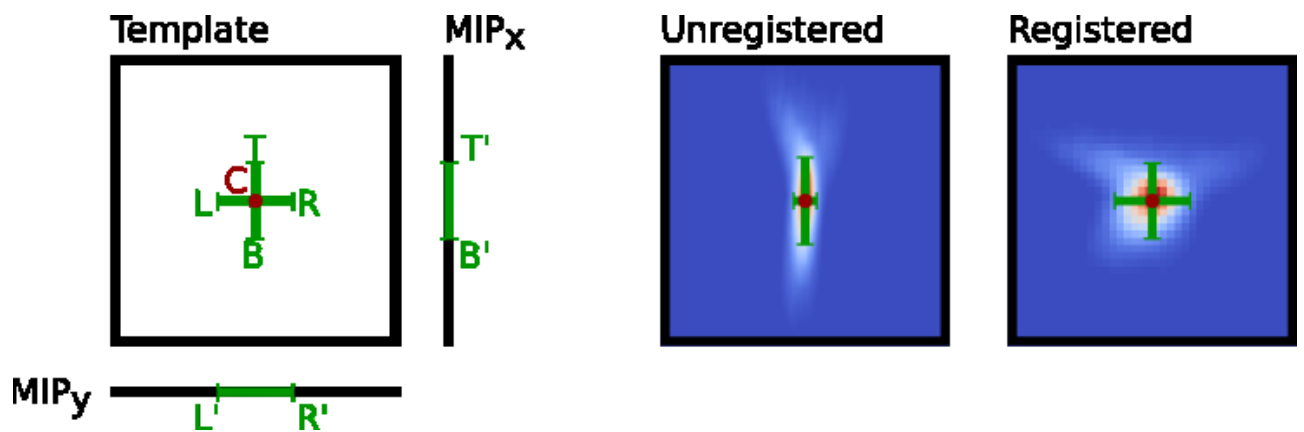 Template
MIPx
Unregistered
Registered
T
T'
C
L
R
B
B'
MIPy
L'
R'